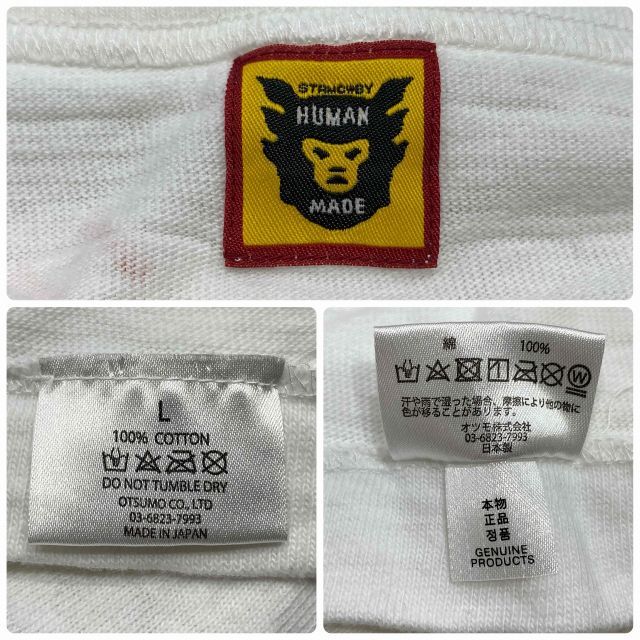 STRMCWBY
HUMAN
MADE
L
100% COTTON
DO NOT TUMBLE DRY
OTSUMO CO., LTD
03-6823-7993
MADE IN JAPAN
綿 100%
W
汗や雨で湿った場合、摩擦により他の物に
色が移ることがあります。
オツモ株式会社
03-6823-7993
日本製
本物
正品
정품
GENUINE
PRODUCTS